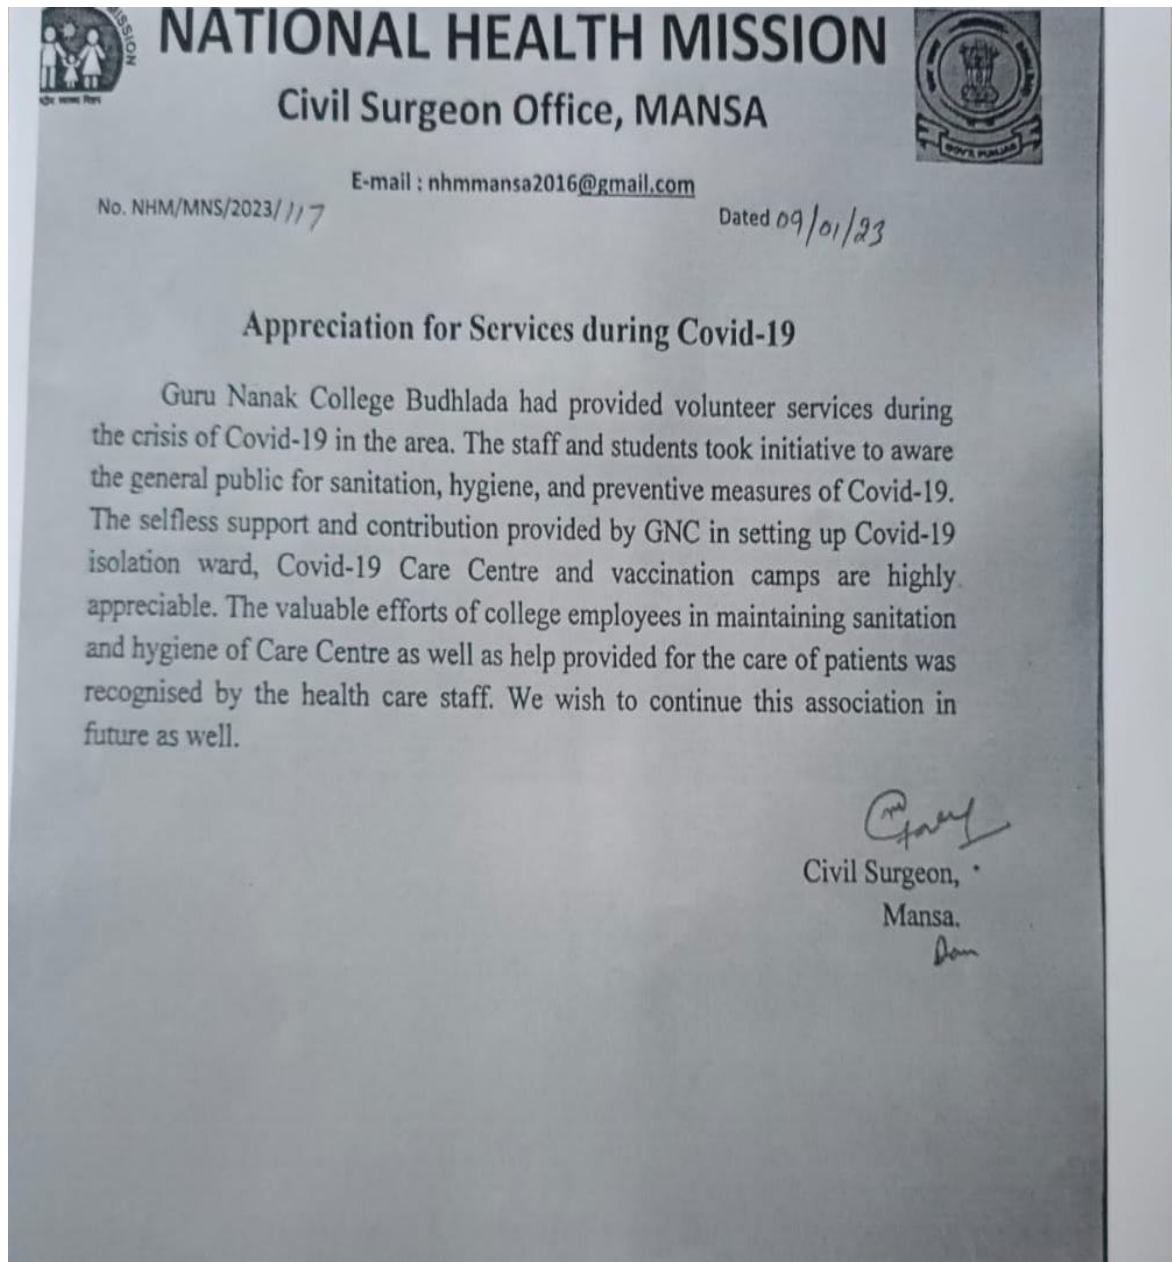 MISSION
NATIONAL HEALTH MISSION
Civil Surgeon Office, MANSA
GOVT. PUNJAB
E-mail : nhmmansa2016@gmail.com
No. NHM/MNS/2023/117
Dated 09/01/23
Appreciation for Services during Covid-19
Guru Nanak College Budhlada had provided volunteer services during
the crisis of Covid-19 in the area. The staff and students took initiative to aware
the general public for sanitation, hygiene, and preventive measures of Covid-19.
The selfless support and contribution provided by GNC in setting up Covid-19
isolation ward, Covid-19 Care Centre and vaccination camps are highly
appreciable. The valuable efforts of college employees in maintaining sanitation
and hygiene of Care Centre as well as help provided for the care of patients was
recognised by the health care staff. We wish to continue this association in
future as well.
Civil Surgeon,
Mansa.